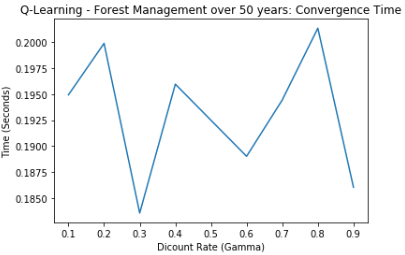 Q-Learning - Forest Management over 50 years: Convergence Time
0.2000
0.1975
0.1950
0.1925
0.1900
0.1875
0.1850
Time (Seconds)
0.1 0.2 0.3 0.4 0.5 0.6 0.7 0.8 0.9
Dicount Rate (Gamma)